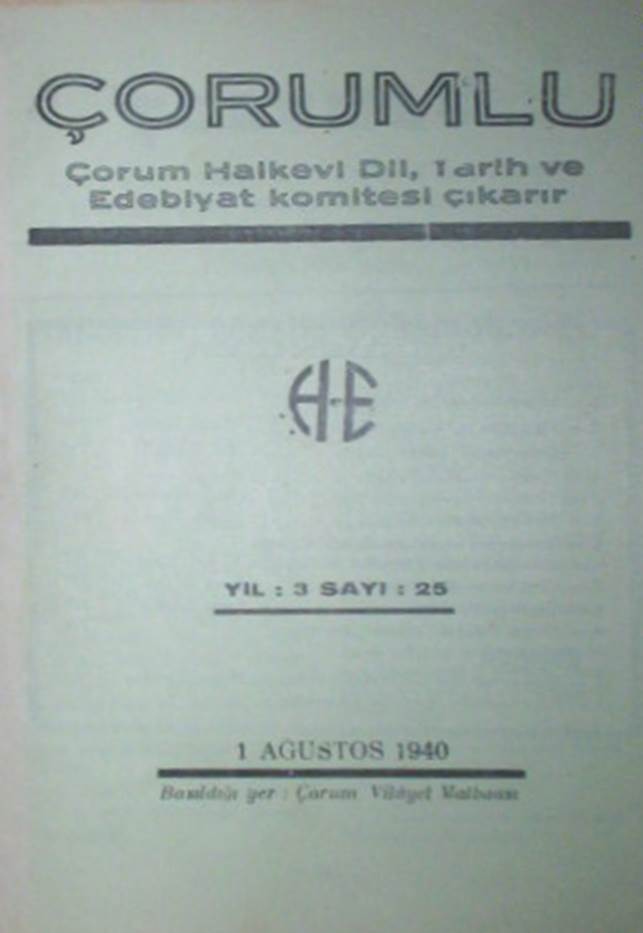 ÇORUMLU
Çorum Halkevi Dil, Tarih ve
Edebiyat komitesi çıkarır
H-E
YIL : 3 SAYI : 25
1 AĞUSTOS 1940
Basıldığı yer : Çorum Vilâyet Matbaası